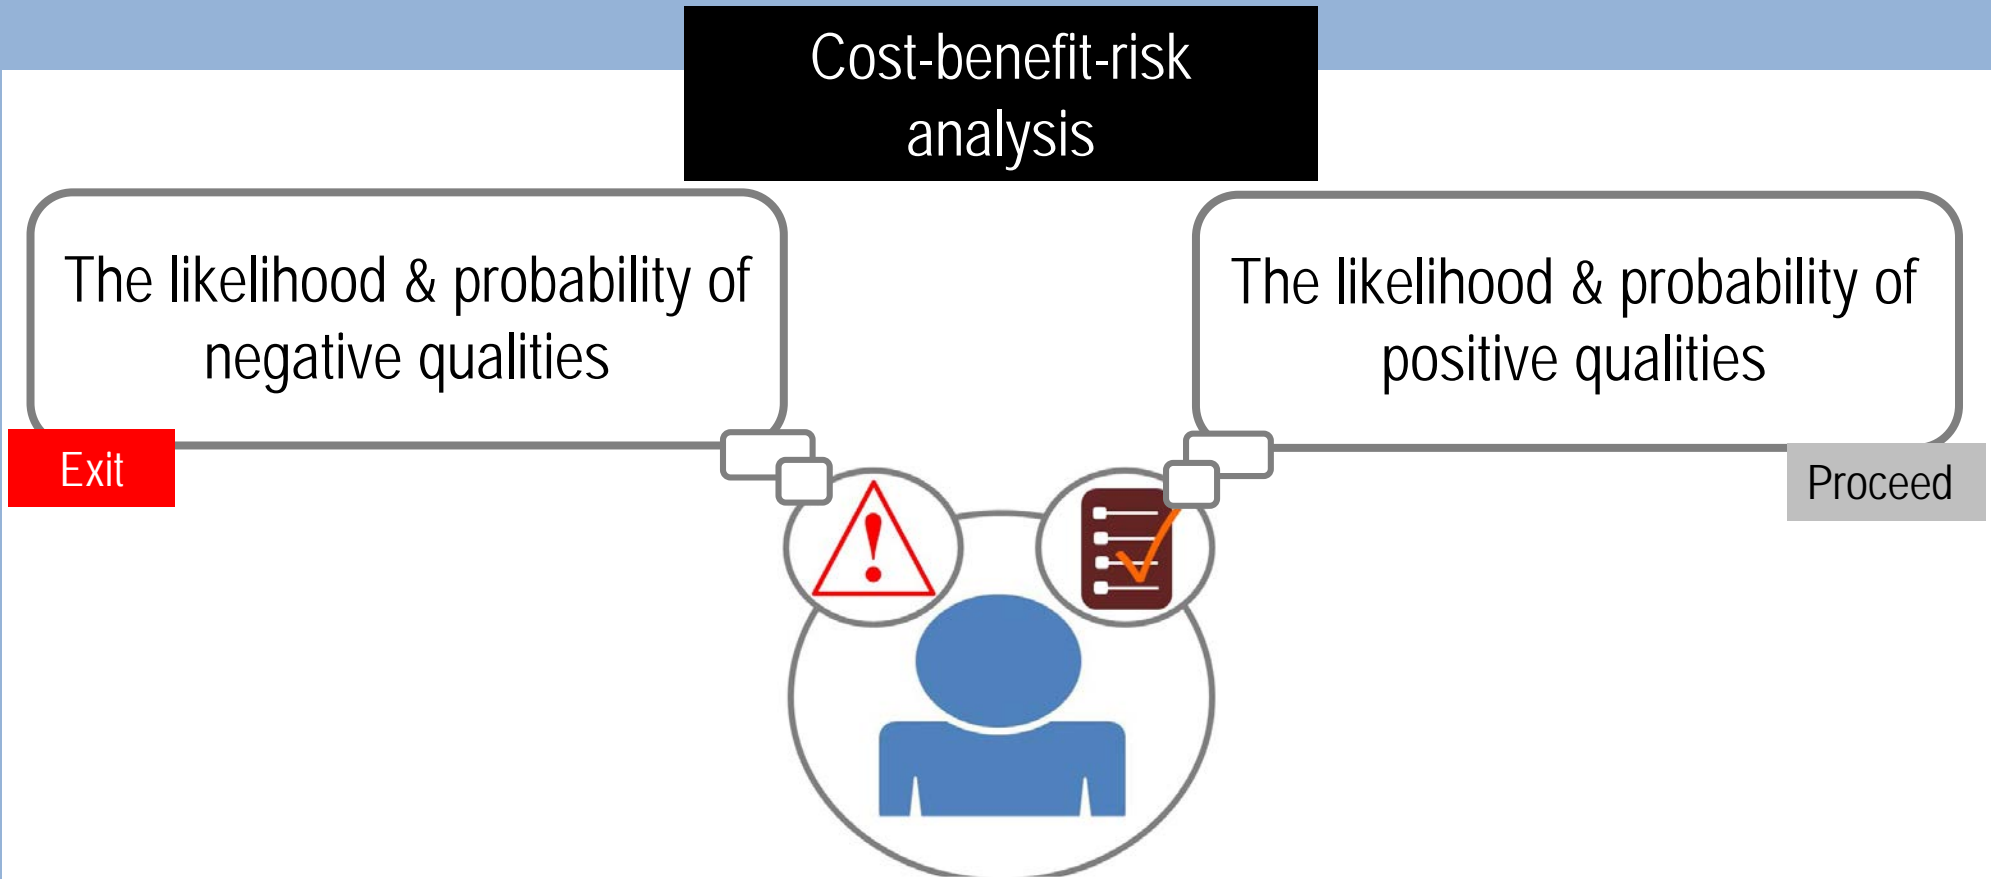 Cost-benefit-risk
analysis
The likelihood & probability of
negative qualities
Exit
The likelihood & probability of
positive qualities
Proceed